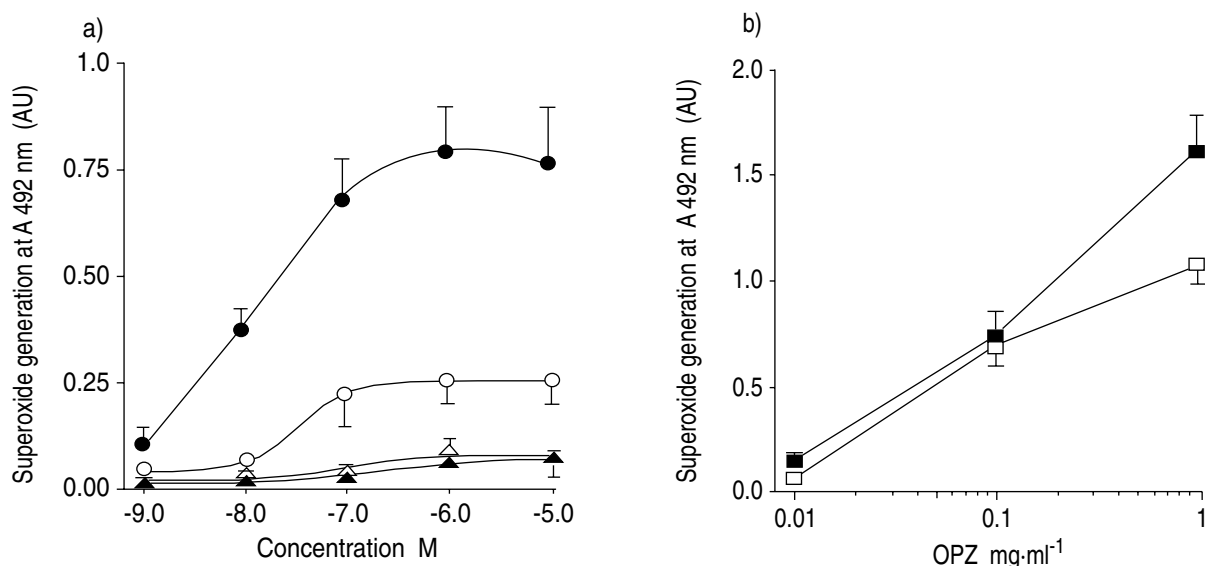 a)
Superoxide generation at A 492 nm (AU)
1.0
0.75
0.50
0.25
0.00
-9.0 -8.0 -7.0 -6.0 -5.0
Concentration M
b)
Superoxide generation at A 492 nm (AU)
2.0
1.5
1.0
0.5
0.0
0.01 0.1 1
OPZ mg·ml⁻¹